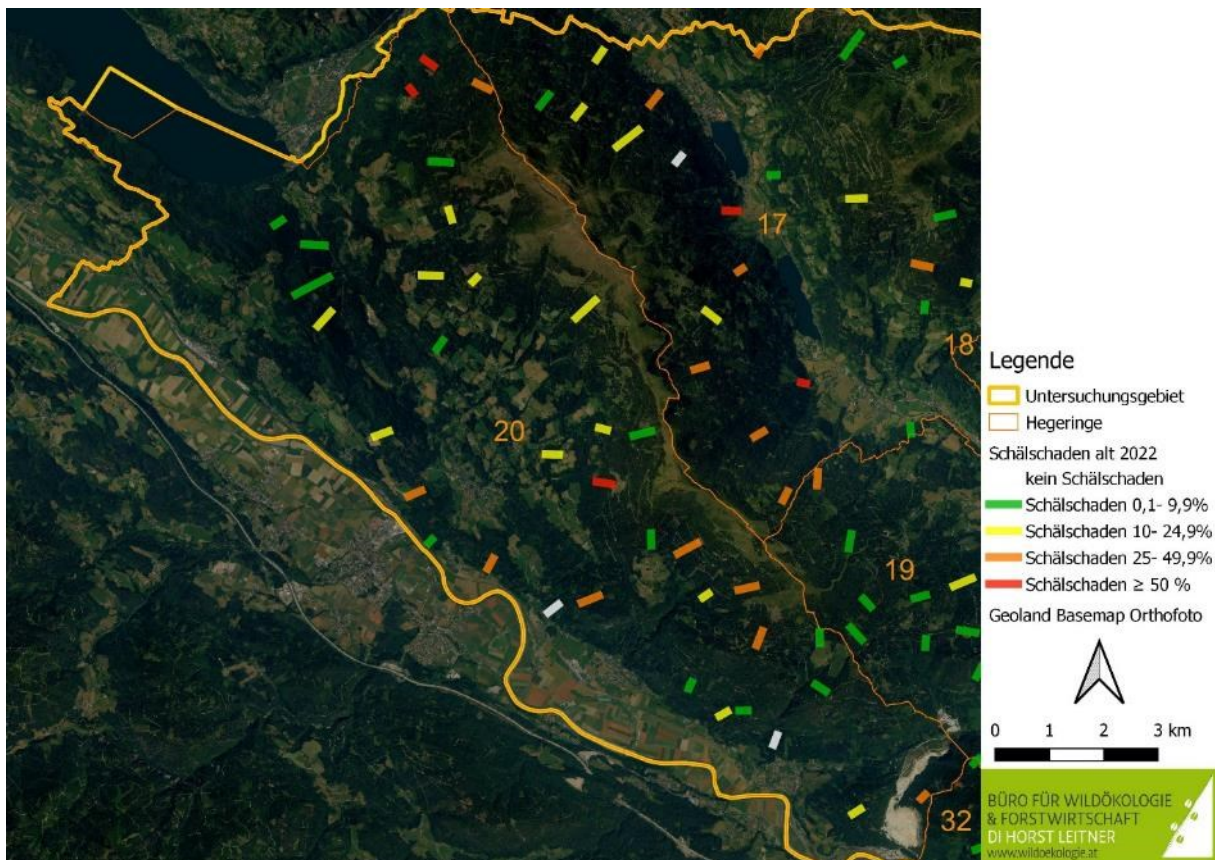 17
18
20
19
32
Legende
Untersuchungsgebiet
Hegeringe
Schälschaden alt 2022
kein Schälschaden
Schälschaden 0,1- 9,9%
Schälschaden 10- 24,9%
Schälschaden 25- 49,9%
Schälschaden ≥ 50 %
Geoland Basemap Orthofoto
0 1 2 3 km
BÜRO FÜR WILDÖKOLOGIE
& FORSTWIRTSCHAFT
DI HORST LEITNER
www.wildoekologie.at